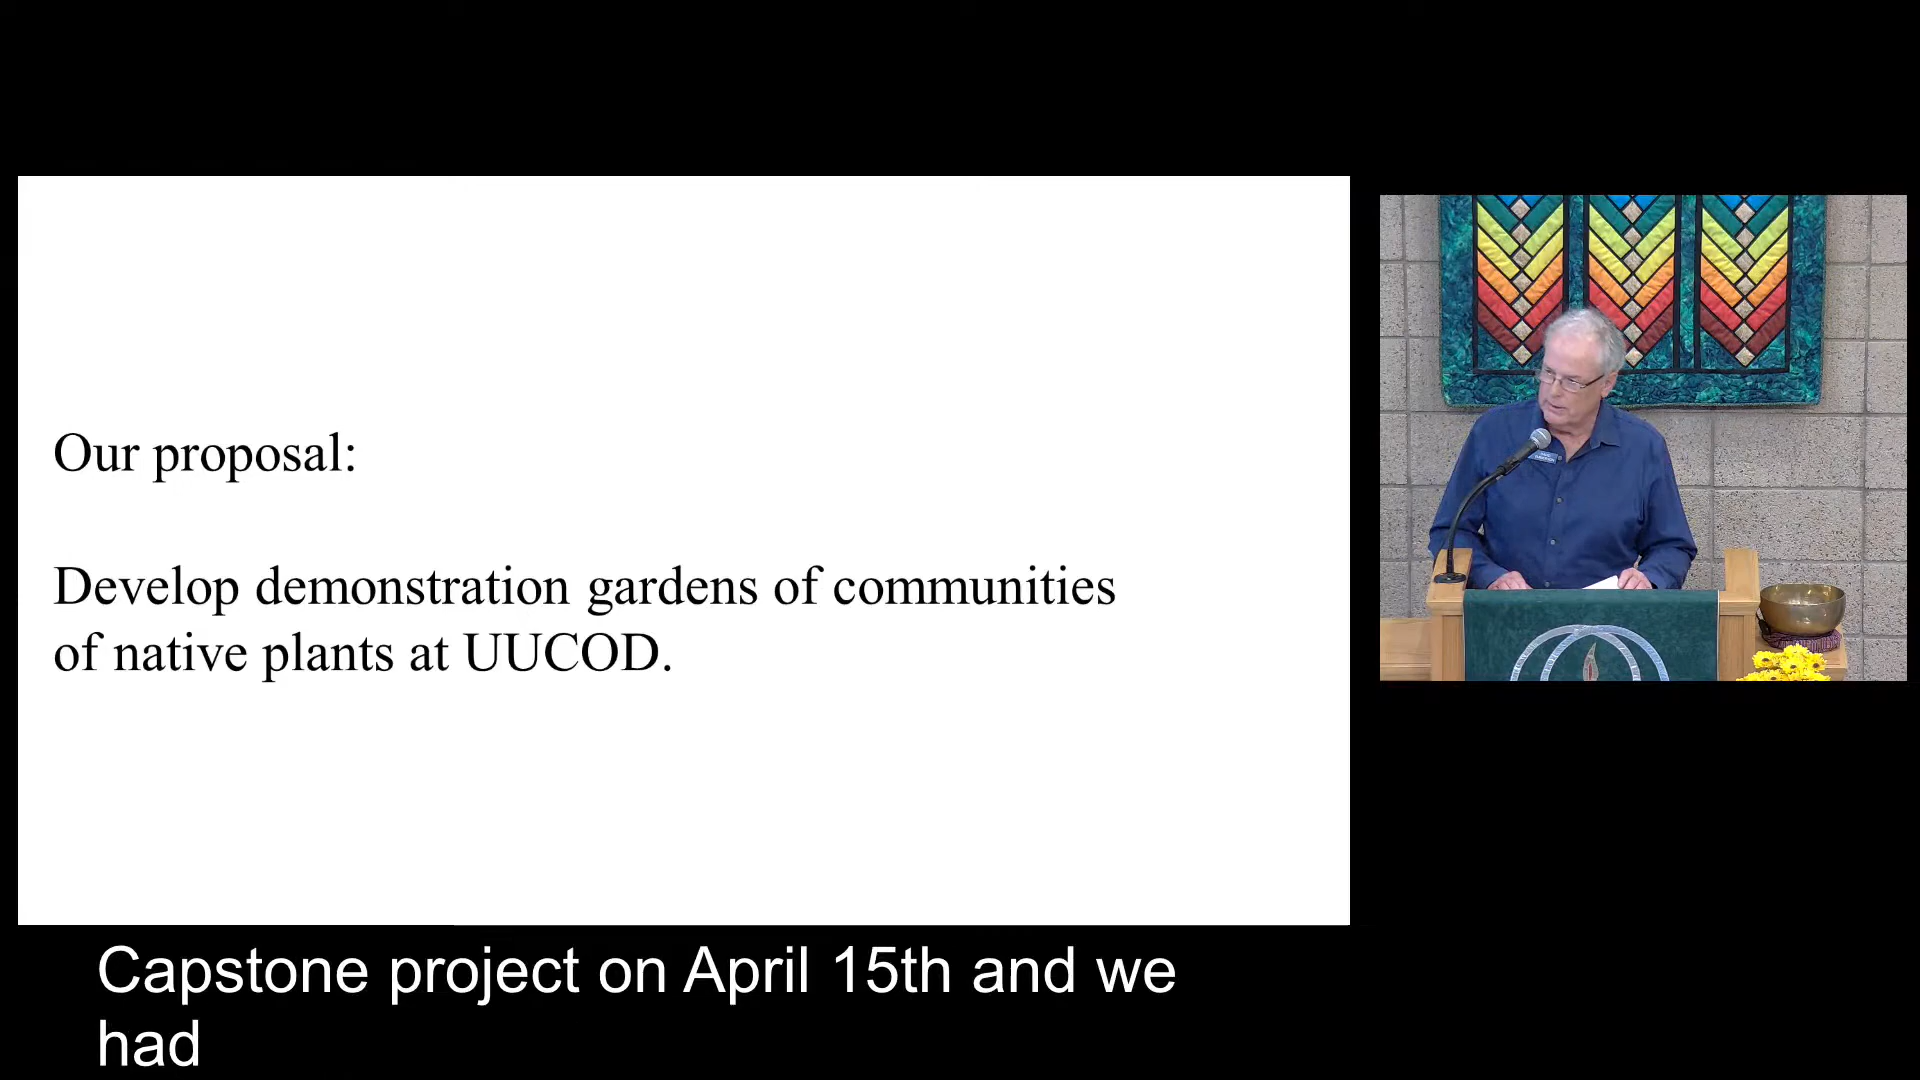 Our proposal:
Develop demonstration gardens of communities
of native plants at UUCOD.
Capstone project on April 15th and we
had